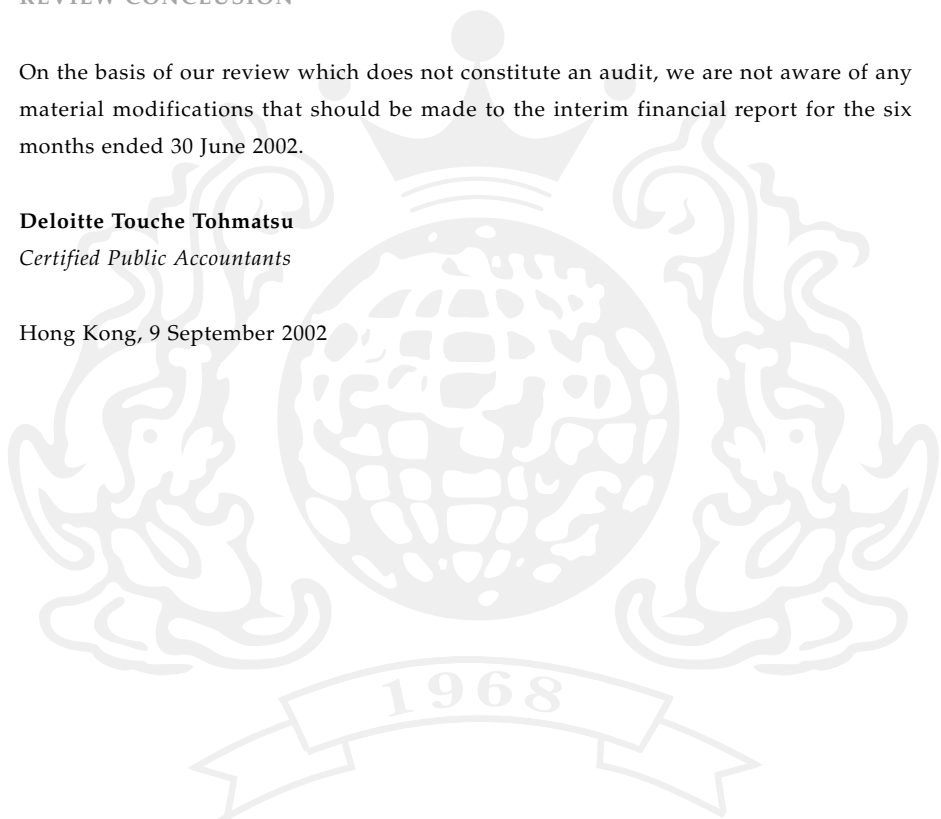 REVIEW CONCLUSION
On the basis of our review which does not constitute an audit, we are not aware of any
material modifications that should be made to the interim financial report for the six
months ended 30 June 2002.
Deloitte Touche Tohmatsu
Certified Public Accountants
Hong Kong, 9 September 2002
1968